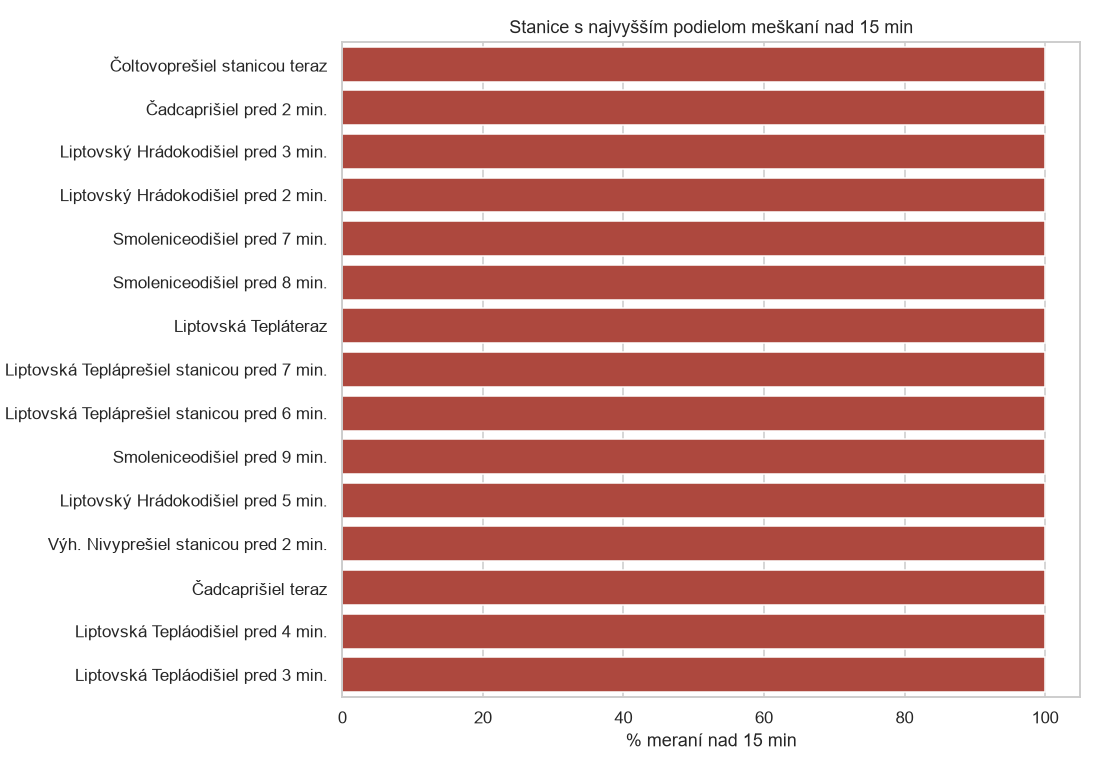 Stanice s najvyšším podielom meškaní nad 15 min
Čoltovoprešiel stanicou teraz
Čadcaprišiel pred 2 min.
Liptovský Hrádokodišiel pred 3 min.
Liptovský Hrádokodišiel pred 2 min.
Smoleniceodišiel pred 7 min.
Smoleniceodišiel pred 8 min.
Liptovská Tepláteraz
Liptovská Tepláprešiel stanicou pred 7 min.
Liptovská Tepláprešiel stanicou pred 6 min.
Smoleniceodišiel pred 9 min.
Liptovský Hrádokodišiel pred 5 min.
Výh. Nivyprešiel stanicou pred 2 min.
Čadcaprišiel teraz
Liptovská Tepláodišiel pred 4 min.
Liptovská Tepláodišiel pred 3 min.
0 20 40 60 80 100
% meraní nad 15 min